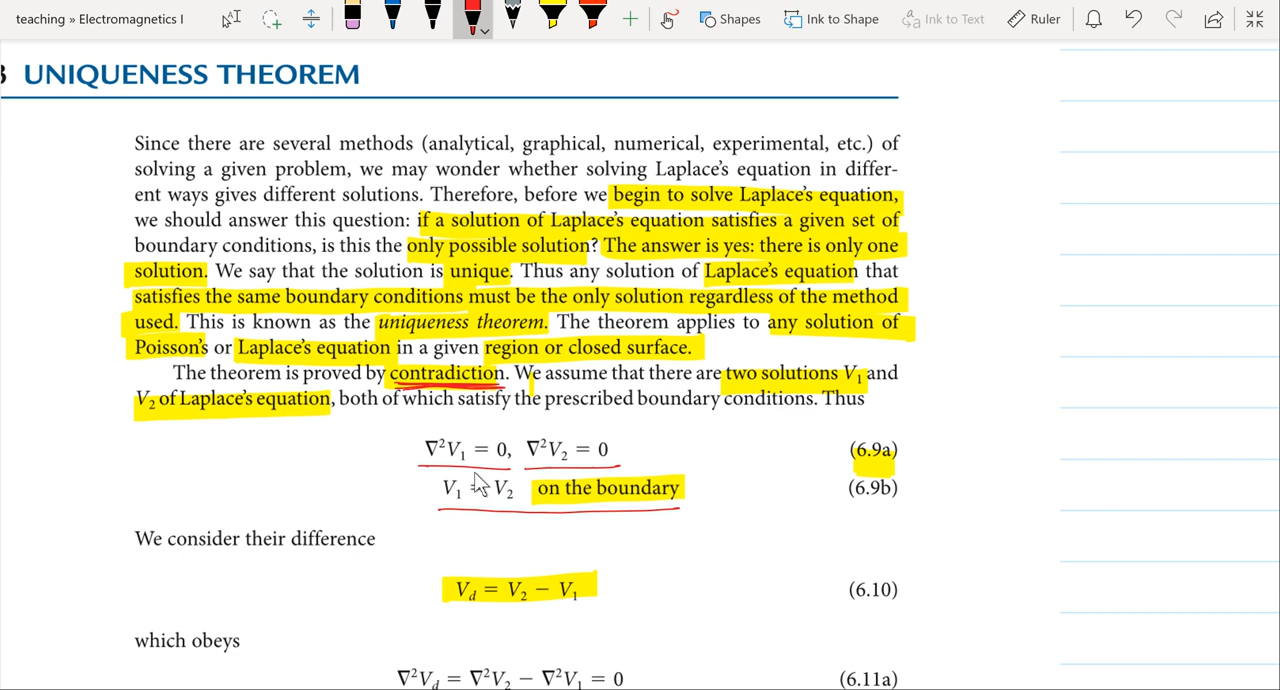 teaching » Electromagnetics I
Shapes
Ink to Shape
Ink to Text
Ruler
3 UNIQUENESS THEOREM
Since there are several methods (analytical, graphical, numerical, experimental, etc.) of
solving a given problem, we may wonder whether solving Laplace's equation in differ-
ent ways gives different solutions. Therefore, before we begin to solve Laplace's equation,
we should answer this question: if a solution of Laplace's equation satisfies a given set of
boundary conditions, is this the only possible solution? The answer is yes: there is only one
solution. We say that the solution is unique. Thus any solution of Laplace's equation that
satisfies the same boundary conditions must be the only solution regardless of the method
used. This is known as the uniqueness theorem. The theorem applies to any solution of
Poisson's or Laplace's equation in a given region or closed surface.
The theorem is proved by contradiction. We assume that there are two solutions V₁ and
V₂ of Laplace's equation, both of which satisfy the prescribed boundary conditions. Thus
∇²V₁ = 0, ∇²V₂ = 0 (6.9a)
V₁ = V₂ on the boundary (6.9b)
We consider their difference
V_d = V₂ − V₁ (6.10)
which obeys
∇²V_d = ∇²V₂ − ∇²V₁ = 0 (6.11a)